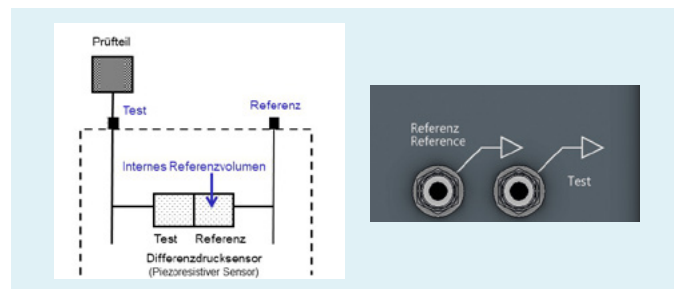 Prüfteil
Test
Referenz
Internes Referenzvolumen
Test Referenz
Differenzdrucksensor
(Piezoresistiver Sensor)
Referenz
Reference
Test